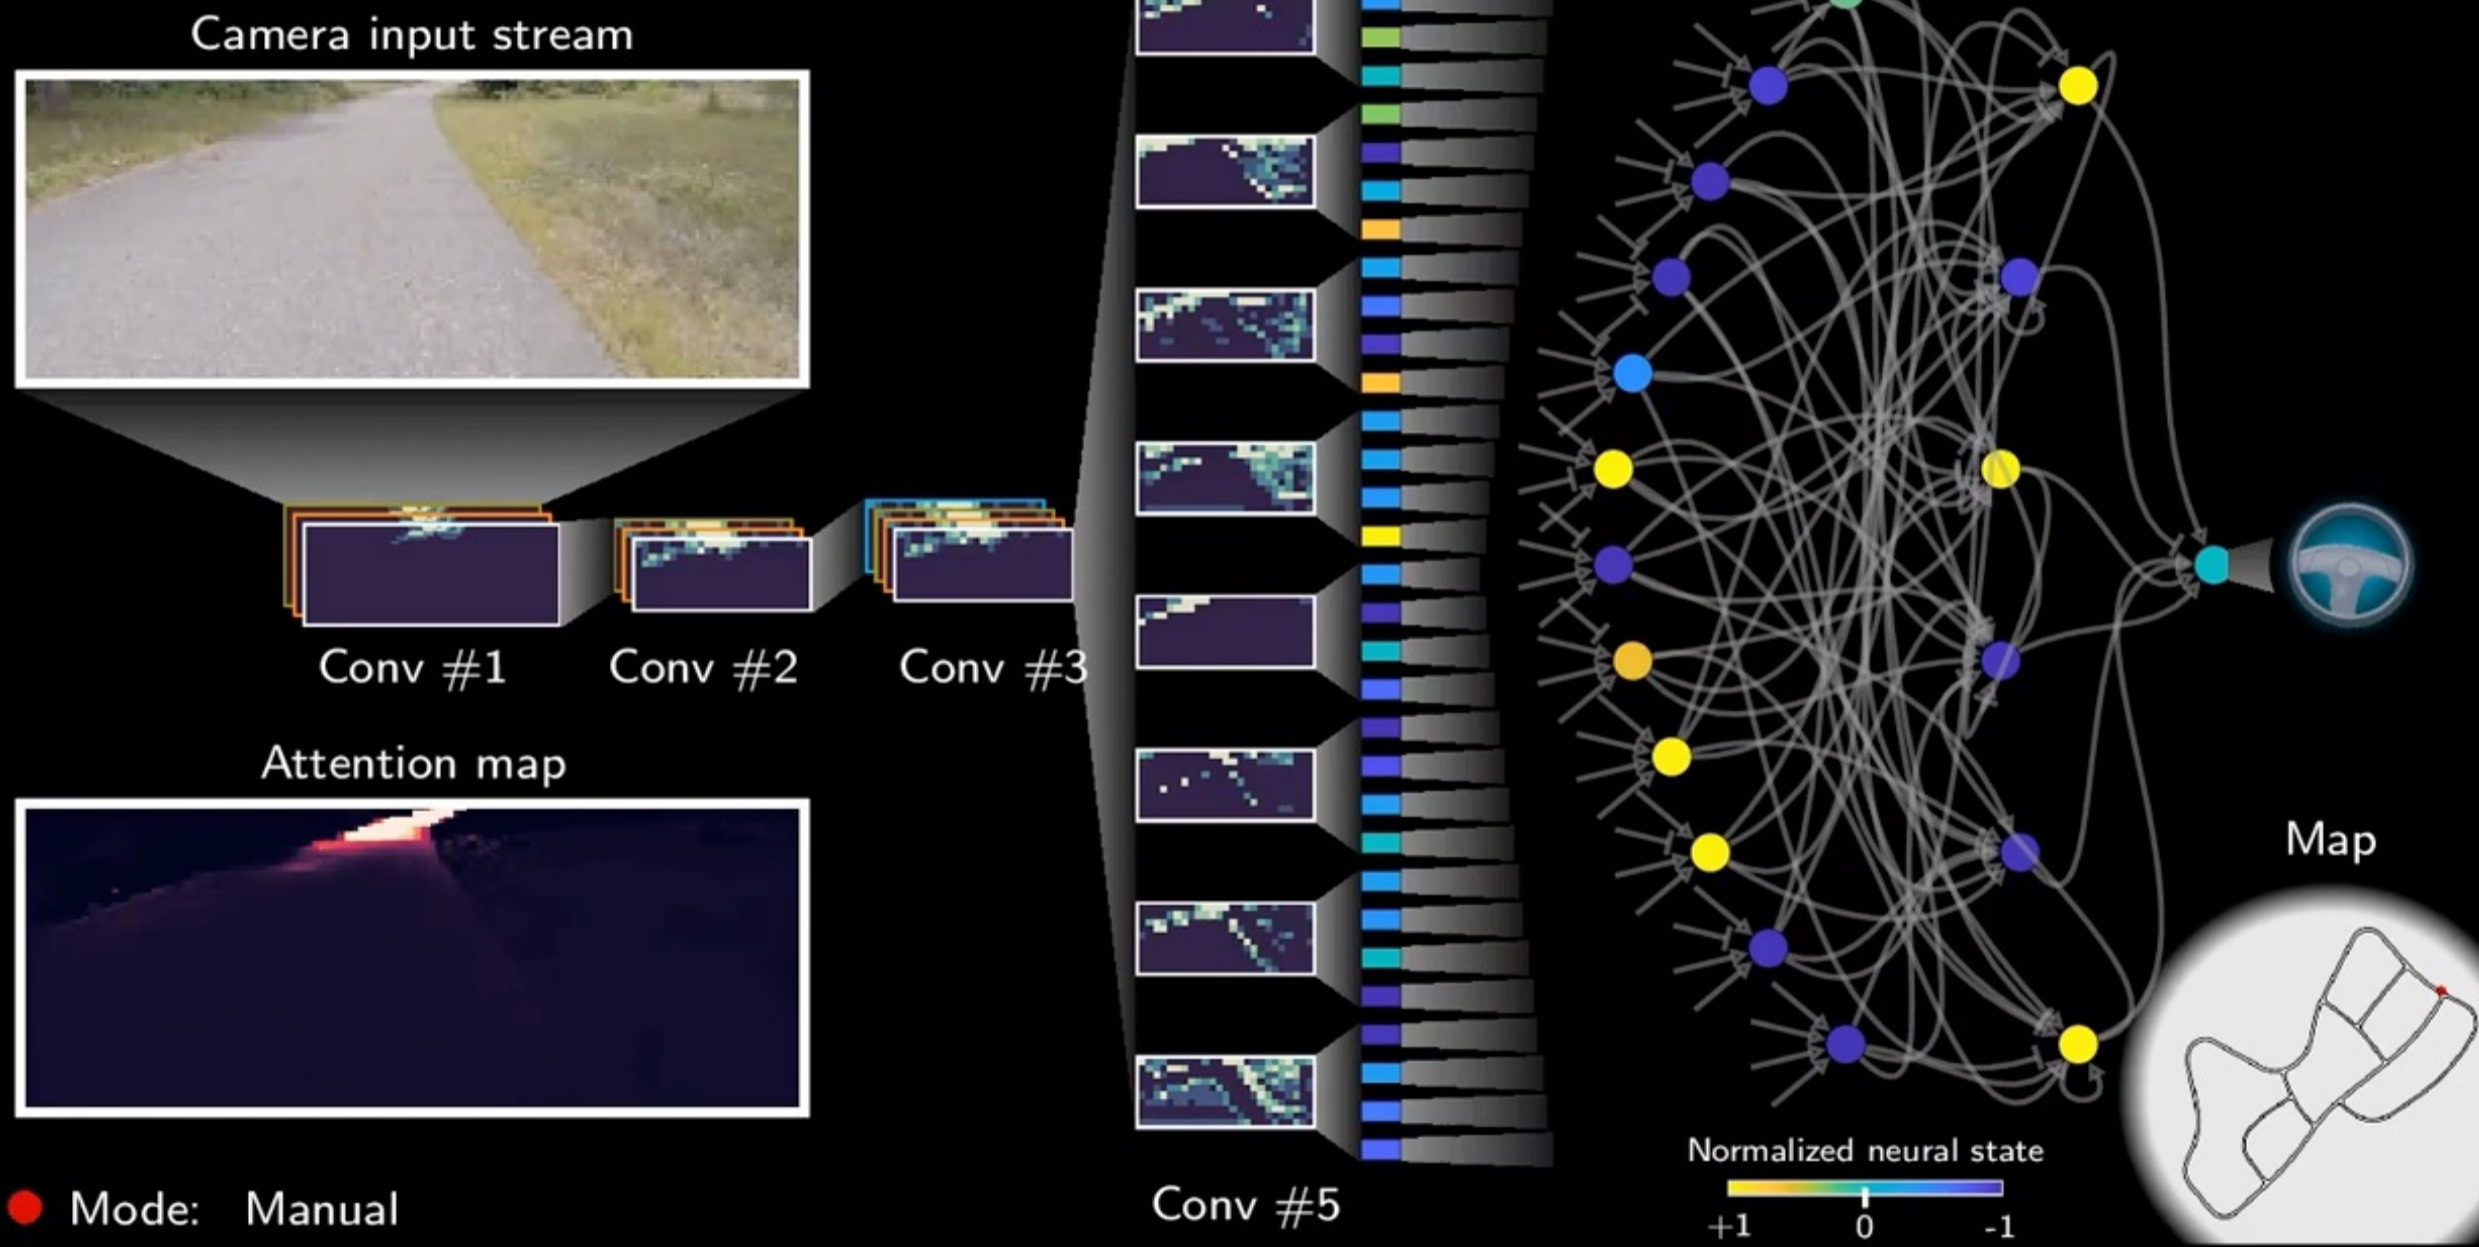 Camera input stream
Conv #1
Conv #2
Conv #3
Attention map
Mode: Manual
Conv #5
Map
Normalized neural state
+1
0
-1